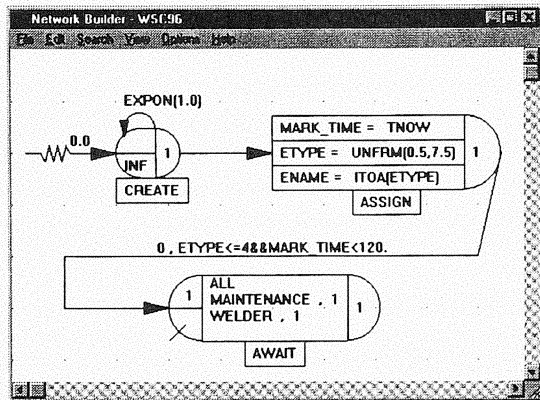 Network Builder - WSC96
File Edit Search View Options Help
EXPON(1.0)
0.0
INF
1
CREATE
MARK_TIME = TNOW
ETYPE = UNFRM(0.5,7.5)
ENAME = ITOA(ETYPE)
1
ASSIGN
0 , ETYPE<=4&&MARK_TIME<120.
1
ALL
MAINTENANCE , 1
WELDER , 1
1
AWAIT